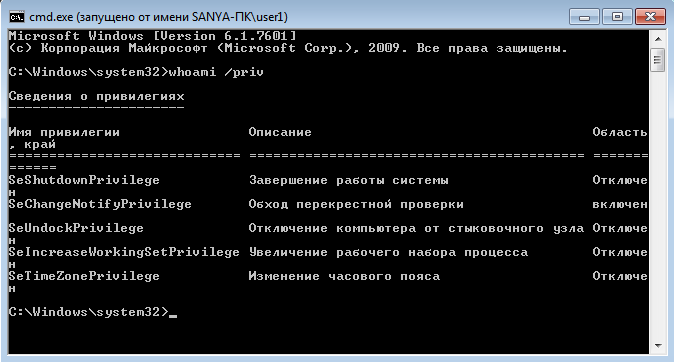 cmd.exe (запущено от имени SANYA-ПК\user1)
Microsoft Windows [Version 6.1.7601]
(c) Корпорация Майкрософт (Microsoft Corp.), 2009. Все права защищены.
C:\Windows\system32>whoami /priv
Сведения о привилегиях
----------------------
Имя привилегии Описание Область
, край
============================= ========================================== =======
======
SeShutdownPrivilege Завершение работы системы Отключе
н
SeChangeNotifyPrivilege Обход перекрестной проверки включен
SeUndockPrivilege Отключение компьютера от стыковочного узла Отключе
н
SeIncreaseWorkingSetPrivilege Увеличение рабочего набора процесса Отключе
н
SeTimeZonePrivilege Изменение часового пояса Отключе
н
C:\Windows\system32>_